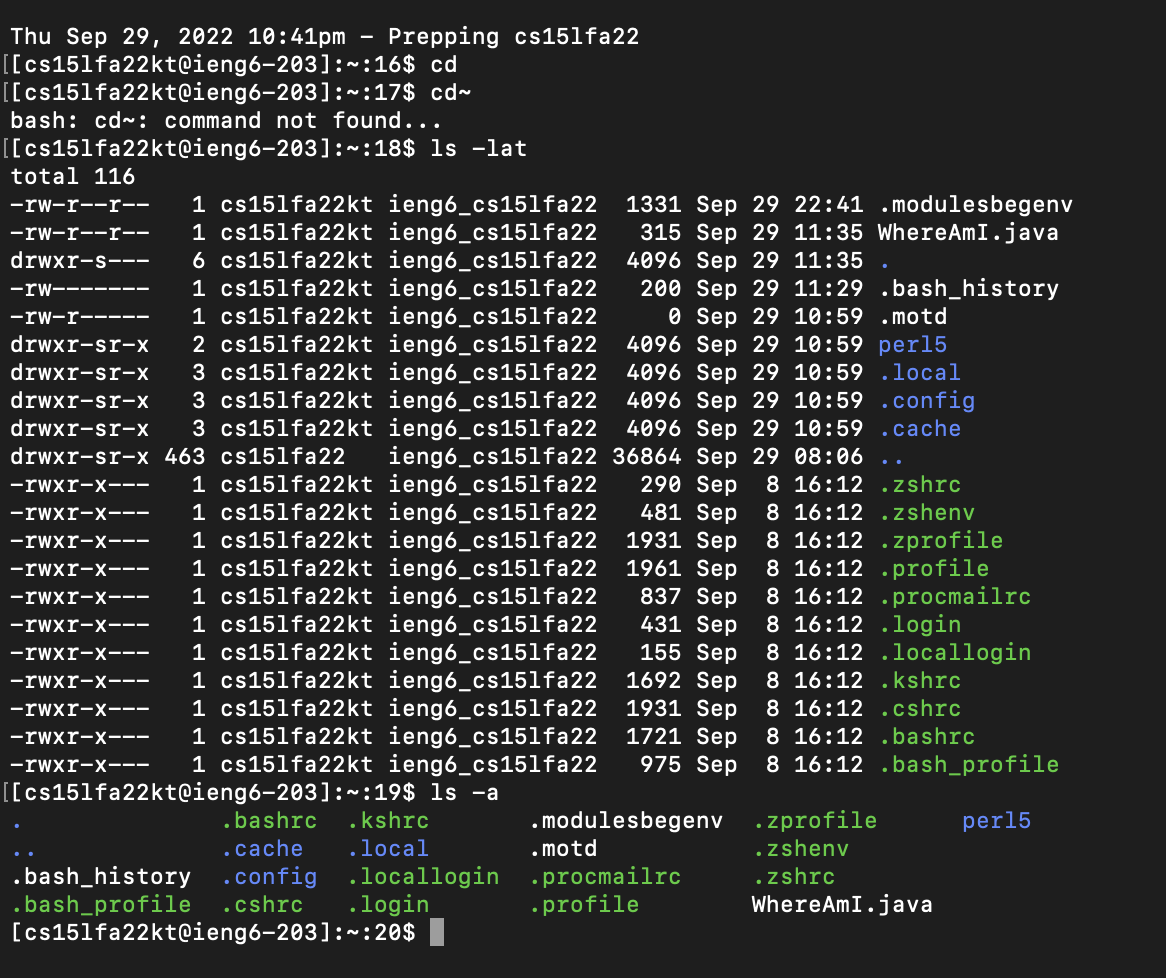 Thu Sep 29, 2022 10:41pm - Prepping cs15lfa22
[[cs15lfa22kt@ieng6-203]:~:16$ cd
[[cs15lfa22kt@ieng6-203]:~:17$ cd~
bash: cd~: command not found...
[[cs15lfa22kt@ieng6-203]:~:18$ ls -lat
total 116
-rw-r--r--   1 cs15lfa22kt ieng6_cs15lfa22  1331 Sep 29 22:41 .modulesbegenv
-rw-r--r--   1 cs15lfa22kt ieng6_cs15lfa22   315 Sep 29 11:35 WhereAmI.java
drwxr-s---   6 cs15lfa22kt ieng6_cs15lfa22  4096 Sep 29 11:35 .
-rw-------   1 cs15lfa22kt ieng6_cs15lfa22   200 Sep 29 11:29 .bash_history
-rw-r-----   1 cs15lfa22kt ieng6_cs15lfa22     0 Sep 29 10:59 .motd
drwxr-sr-x   2 cs15lfa22kt ieng6_cs15lfa22  4096 Sep 29 10:59 perl5
drwxr-sr-x   3 cs15lfa22kt ieng6_cs15lfa22  4096 Sep 29 10:59 .local
drwxr-sr-x   3 cs15lfa22kt ieng6_cs15lfa22  4096 Sep 29 10:59 .config
drwxr-sr-x   3 cs15lfa22kt ieng6_cs15lfa22  4096 Sep 29 10:59 .cache
drwxr-sr-x 463 cs15lfa22   ieng6_cs15lfa22 36864 Sep 29 08:06 ..
-rwxr-x---   1 cs15lfa22kt ieng6_cs15lfa22   290 Sep  8 16:12 .zshrc
-rwxr-x---   1 cs15lfa22kt ieng6_cs15lfa22   481 Sep  8 16:12 .zshenv
-rwxr-x---   1 cs15lfa22kt ieng6_cs15lfa22  1931 Sep  8 16:12 .zprofile
-rwxr-x---   1 cs15lfa22kt ieng6_cs15lfa22  1961 Sep  8 16:12 .profile
-rwxr-x---   1 cs15lfa22kt ieng6_cs15lfa22   837 Sep  8 16:12 .procmailrc
-rwxr-x---   1 cs15lfa22kt ieng6_cs15lfa22   431 Sep  8 16:12 .login
-rwxr-x---   1 cs15lfa22kt ieng6_cs15lfa22   155 Sep  8 16:12 .locallogin
-rwxr-x---   1 cs15lfa22kt ieng6_cs15lfa22  1692 Sep  8 16:12 .kshrc
-rwxr-x---   1 cs15lfa22kt ieng6_cs15lfa22  1931 Sep  8 16:12 .cshrc
-rwxr-x---   1 cs15lfa22kt ieng6_cs15lfa22  1721 Sep  8 16:12 .bashrc
-rwxr-x---   1 cs15lfa22kt ieng6_cs15lfa22   975 Sep  8 16:12 .bash_profile
[[cs15lfa22kt@ieng6-203]:~:19$ ls -a
.              .bashrc  .kshrc       .modulesbegenv  .zprofile      perl5
..             .cache   .local       .motd           .zshenv
.bash_history  .config  .locallogin  .procmailrc     .zshrc
.bash_profile  .cshrc   .login       .profile        WhereAmI.java
[cs15lfa22kt@ieng6-203]:~:20$